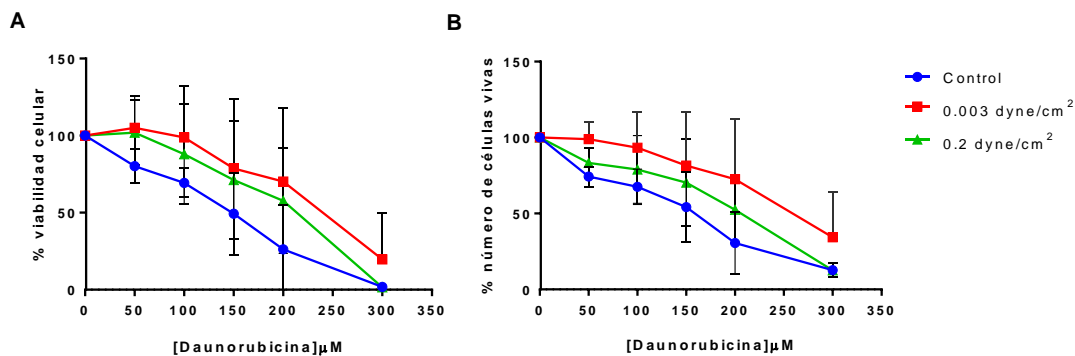 A
% viabilidad celular
150
100
50
0
0 50 100 150 200 250 300 350
[Daunorubicina]µM
B
% número de células vivas
150
100
50
0
0 50 100 150 200 250 300 350
[Daunorubicina]µM
Control
0.003 dyne/cm²
0.2 dyne/cm²